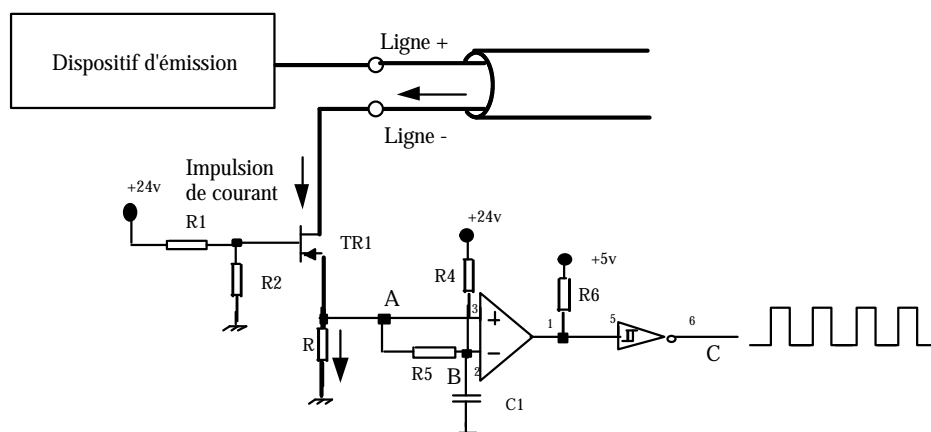 Ligne +
Dispositif d'émission
Ligne -
Impulsion
de courant
+24v
R1
TR1
+24v
R2
R4
+5v
R6
A
3
+
1
5
6
C
R
R5
B
−
2
C1